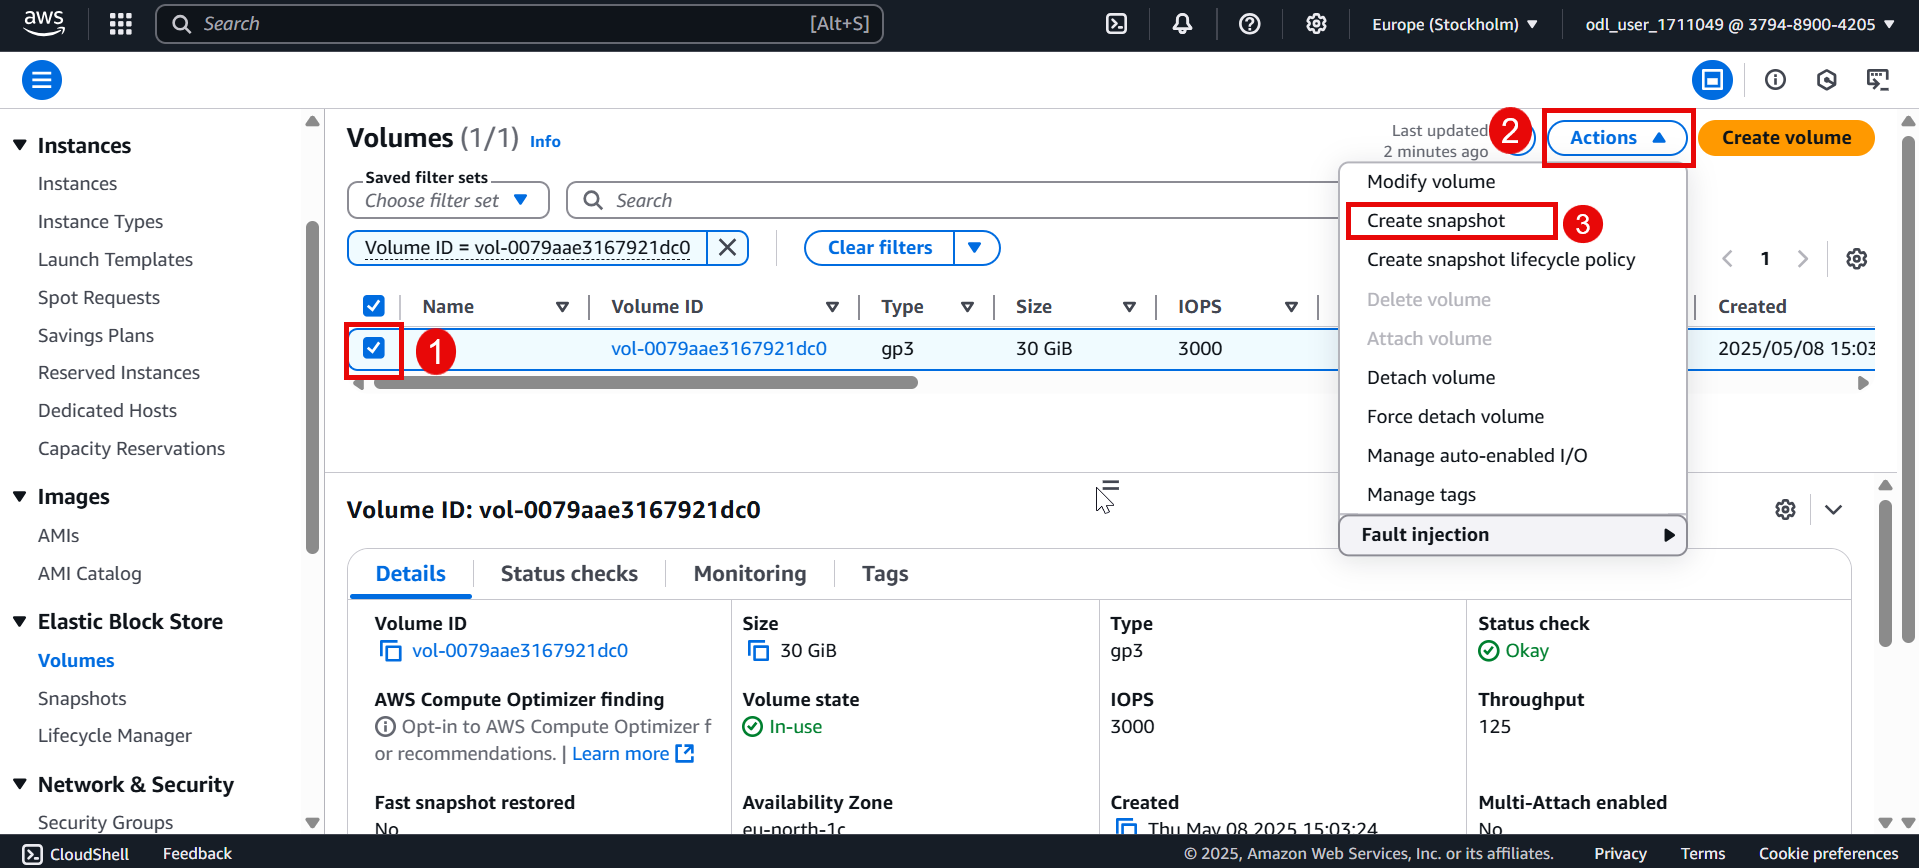 aws
Search
[Alt+S]
Europe (Stockholm)
odl_user_1711049 @ 3794-8900-4205
Instances
Instances
Instance Types
Launch Templates
Spot Requests
Savings Plans
Reserved Instances
Dedicated Hosts
Capacity Reservations
Images
AMIs
AMI Catalog
Elastic Block Store
Volumes
Snapshots
Lifecycle Manager
Network & Security
Security Groups
Volumes (1/1) Info
Last updated
2 minutes ago
2
Actions
Create volume
Saved filter sets
Choose filter set
Search
Volume ID = vol-0079aae3167921dc0
Clear filters
1
Name
Volume ID
Type
Size
IOPS
Created
1
vol-0079aae3167921dc0
gp3
30 GiB
3000
2025/05/08 15:03
Modify volume
Create snapshot
3
Create snapshot lifecycle policy
Delete volume
Attach volume
Detach volume
Force detach volume
Manage auto-enabled I/O
Manage tags
Fault injection
Volume ID: vol-0079aae3167921dc0
Details
Status checks
Monitoring
Tags
Volume ID
vol-0079aae3167921dc0
Size
30 GiB
Type
gp3
Status check
Okay
AWS Compute Optimizer finding
Opt-in to AWS Compute Optimizer f
or recommendations. | Learn more
Volume state
In-use
IOPS
3000
Throughput
125
Fast snapshot restored
No
Availability Zone
eu-north-1c
Created
Thu May 08 2025 15:03:24
Multi-Attach enabled
No
CloudShell
Feedback
© 2025, Amazon Web Services, Inc. or its affiliates.
Privacy
Terms
Cookie preferences